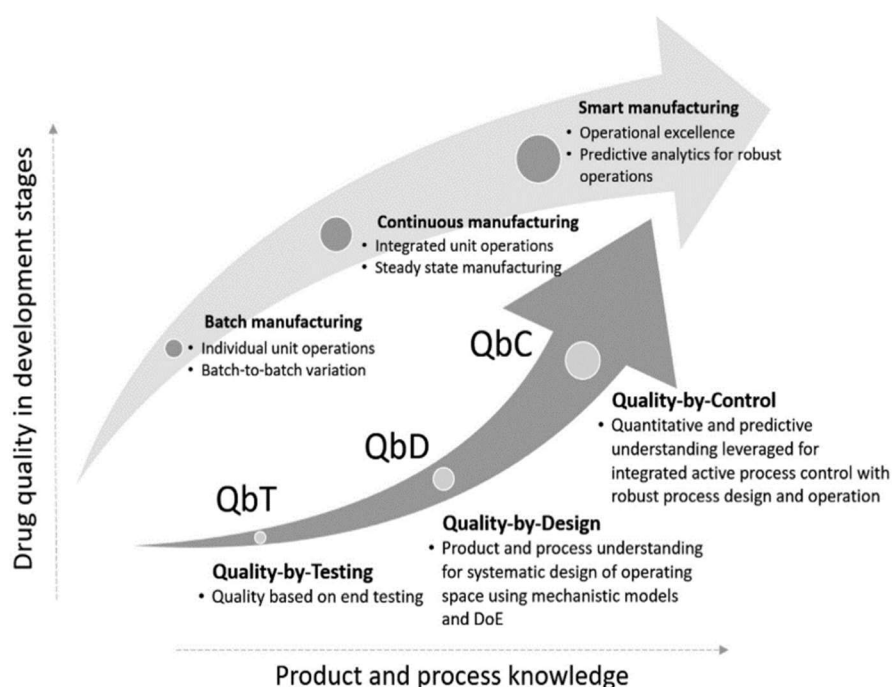 Smart manufacturing
• Operational excellence
• Predictive analytics for robust
operations
Continuous manufacturing
• Integrated unit operations
• Steady state manufacturing
Batch manufacturing
• Individual unit operations
• Batch-to-batch variation
QbC
Quality-by-Control
• Quantitative and predictive
understanding leveraged for
integrated active process control with
robust process design and operation
QbD
Quality-by-Design
• Product and process understanding
for systematic design of operating
space using mechanistic models
and DoE
QbT
Quality-by-Testing
• Quality based on end testing
Drug quality in development stages
Product and process knowledge